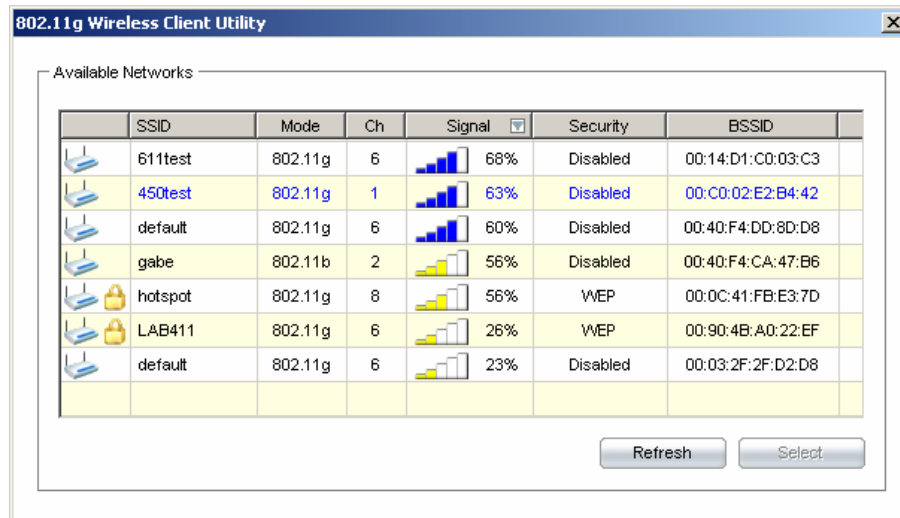 802.11g Wireless Client Utility
Available Networks
SSID Mode Ch Signal Security BSSID
611test 802.11g 6 68% Disabled 00:14:D1:C0:03:C3
450test 802.11g 1 63% Disabled 00:C0:02:E2:B4:42
default 802.11g 6 60% Disabled 00:40:F4:DD:8D:D8
gabe 802.11b 2 56% Disabled 00:40:F4:CA:47:B6
hotspot 802.11g 8 56% WEP 00:0C:41:FB:E3:7D
LAB411 802.11g 6 26% WEP 00:90:4B:A0:22:EF
default 802.11g 6 23% Disabled 00:03:2F:2F:D2:D8
Refresh Select